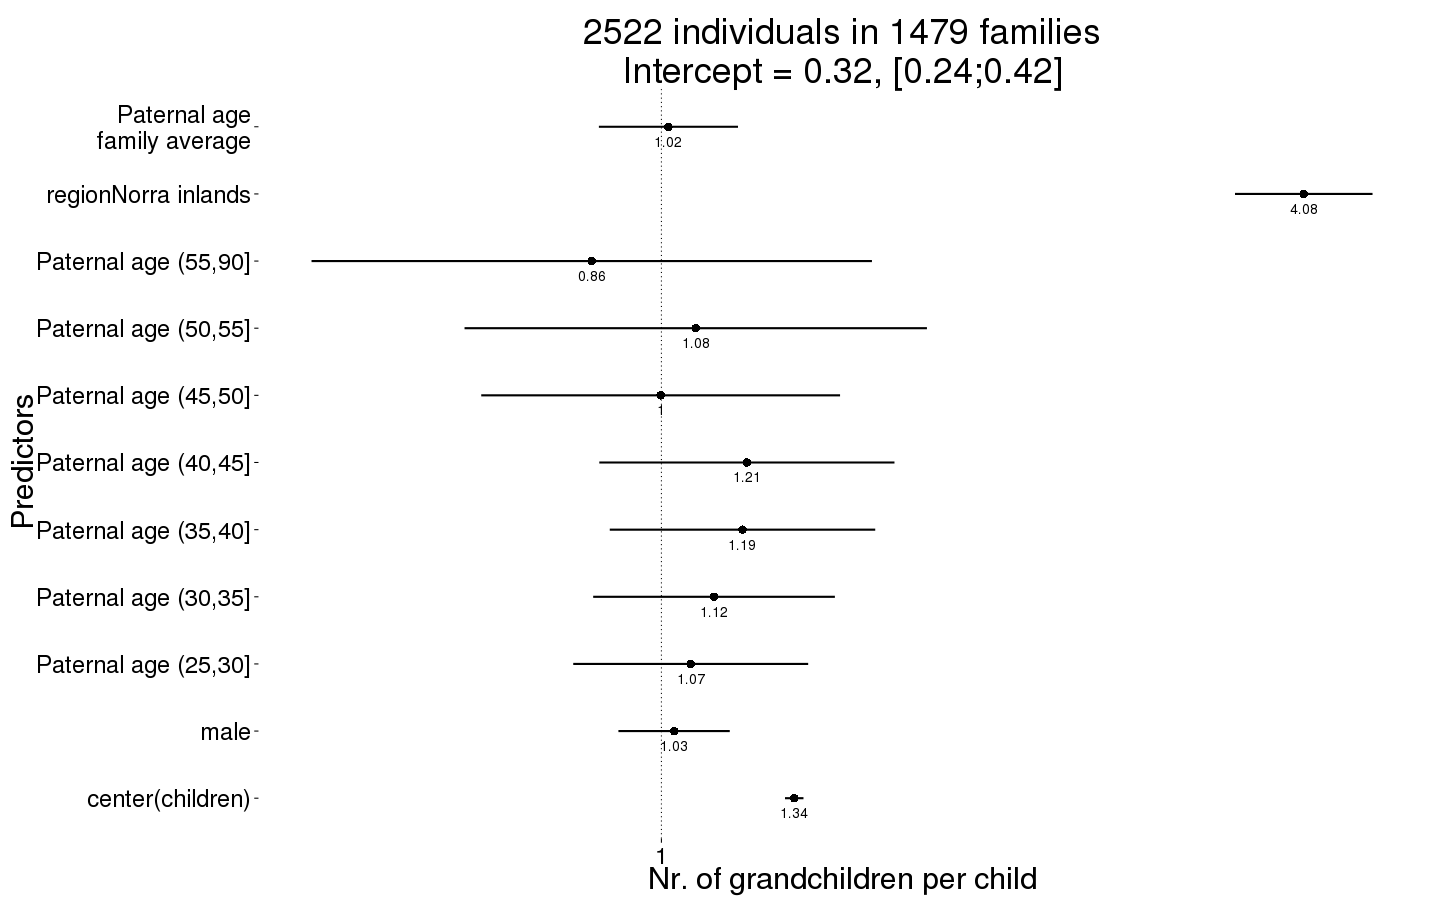 2522 individuals in 1479 families
Intercept = 0.32, [0.24;0.42]
Paternal age
family average
1.02
regionNorra inlands
4.08
Paternal age (55,90]
0.86
Paternal age (50,55]
1.08
Paternal age (45,50]
1
Paternal age (40,45]
1.21
Paternal age (35,40]
1.19
Paternal age (30,35]
1.12
Paternal age (25,30]
1.07
male
1.03
center(children)
1.34
Predictors
1
Nr. of grandchildren per child